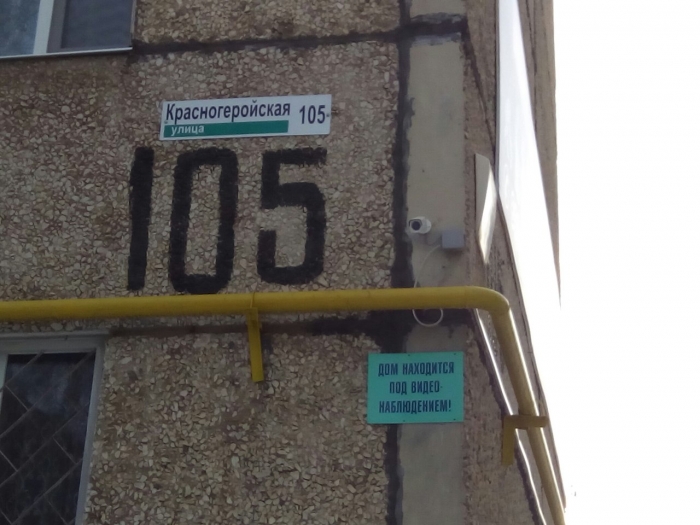 Красногеройская 105
улица
105
ДОМ НАХОДИТСЯ
ПОД ВИДЕО-
НАБЛЮДЕНИЕМ!